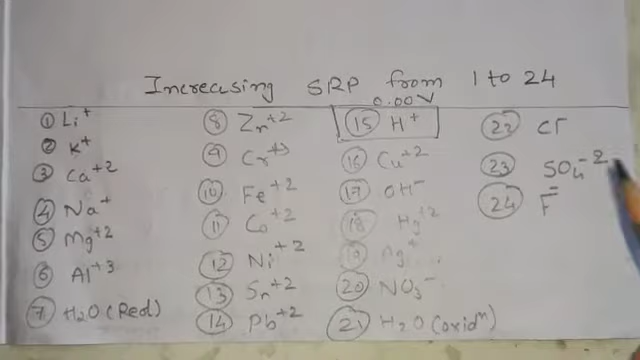 Increasing SRP from 1 to 24
0.00V
① Li⁺
② K⁺
③ Ca⁺²
④ Na⁺
⑤ Mg⁺²
⑥ Al⁺³
⑦ H₂O (Red)
⑧ Zn⁺²
⑨ Cr⁺³
⑩ Fe⁺²
⑪ Co⁺²
⑫ Ni⁺²
⑬ Sn⁺²
⑭ Pb⁺²
⑮ H⁺
⑯ Cu⁺²
⑰ OH⁻
⑱ Hg⁺²
⑲ Ag⁺
⑳ NO₃⁻
㉑ H₂O (oxidⁿ)
㉒ Cl⁻
㉓ SO₄⁻²
㉔ F⁻